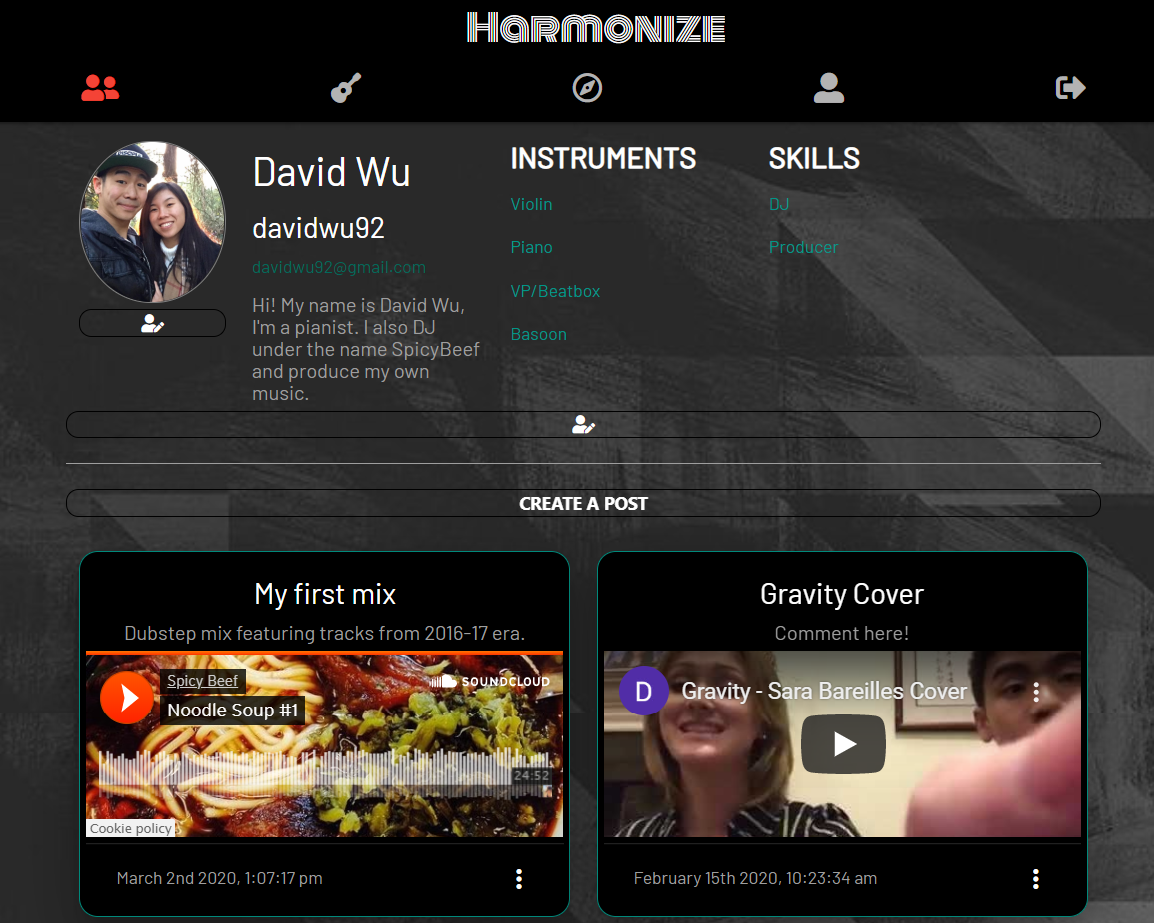 HARMONIZE
David Wu
davidwu92
davidwu92@gmail.com
Hi! My name is David Wu,
I'm a pianist. I also DJ
under the name SpicyBeef
and produce my own
music.
INSTRUMENTS
Violin
Piano
VP/Beatbox
Basoon
SKILLS
DJ
Producer
CREATE A POST
My first mix
Dubstep mix featuring tracks from 2016-17 era.
Spicy Beef
SOUNDCLOUD
Noodle Soup #1
24:52
Cookie policy
March 2nd 2020, 1:07:17 pm
Gravity Cover
Comment here!
D
Gravity - Sara Bareilles Cover
February 15th 2020, 10:23:34 am